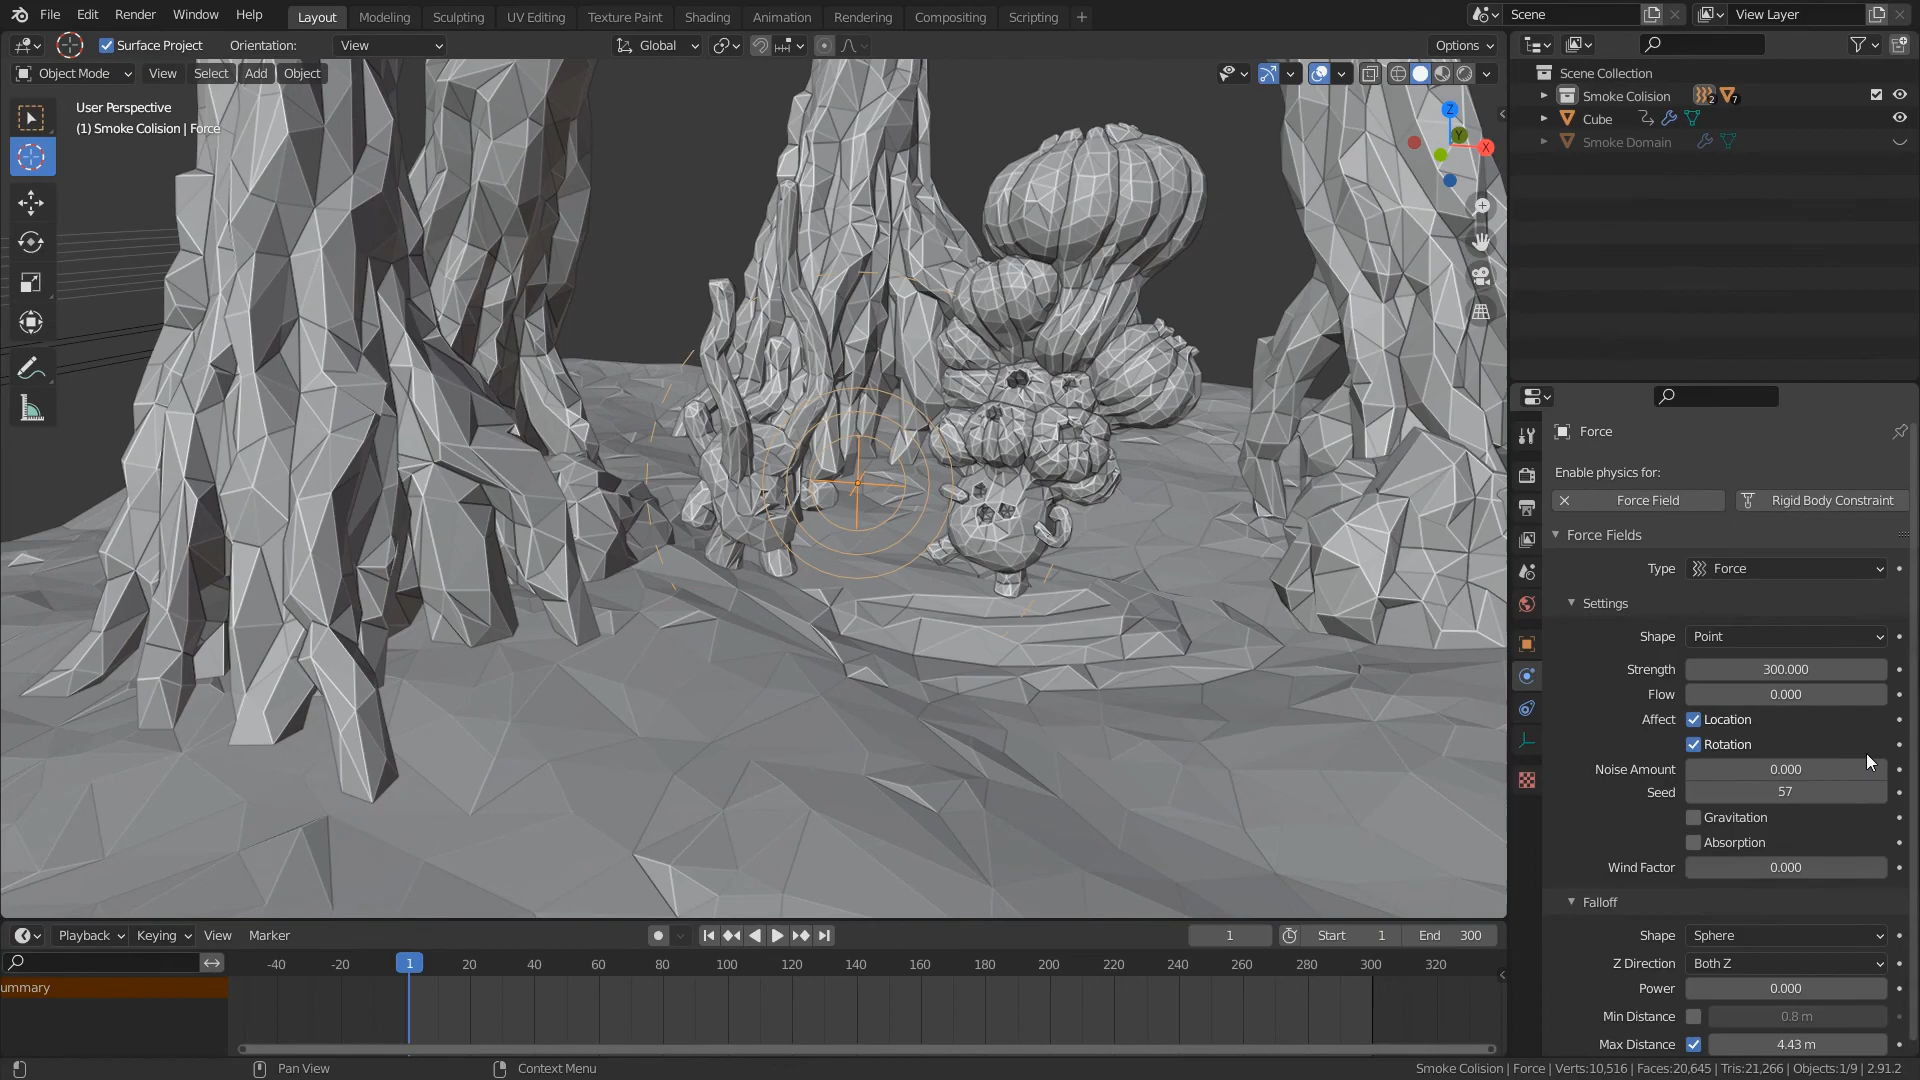 File Edit Render Window Help Layout Modeling Sculpting UV Editing Texture Paint Shading Animation Rendering Compositing Scripting + Scene View Layer
Surface Project Orientation: View Global Options
Object Mode View Select Add Object
User Perspective
(1) Smoke Colision | Force
Z
Y
X
Scene Collection
Smoke Colision 2 7
Cube
Smoke Domain
Force
Enable physics for:
Force Field Rigid Body Constraint
Force Fields
Type Force
Settings
Shape Point
Strength 300.000
Flow 0.000
Affect Location
Rotation
Noise Amount 0.000
Seed 57
Gravitation
Absorption
Wind Factor 0.000
Falloff
Shape Sphere
Z Direction Both Z
Power 0.000
Min Distance 0.8 m
Max Distance 4.43 m
Playback Keying View Marker 1 Start 1 End 300
-40 -20 1 20 40 60 80 100 120 140 160 180 200 220 240 260 280 300 320
ummary
Pan View Context Menu Smoke Colision | Force | Verts:10,516 | Faces:20,645 | Tris:21,266 | Objects:1/9 | 2.91.2